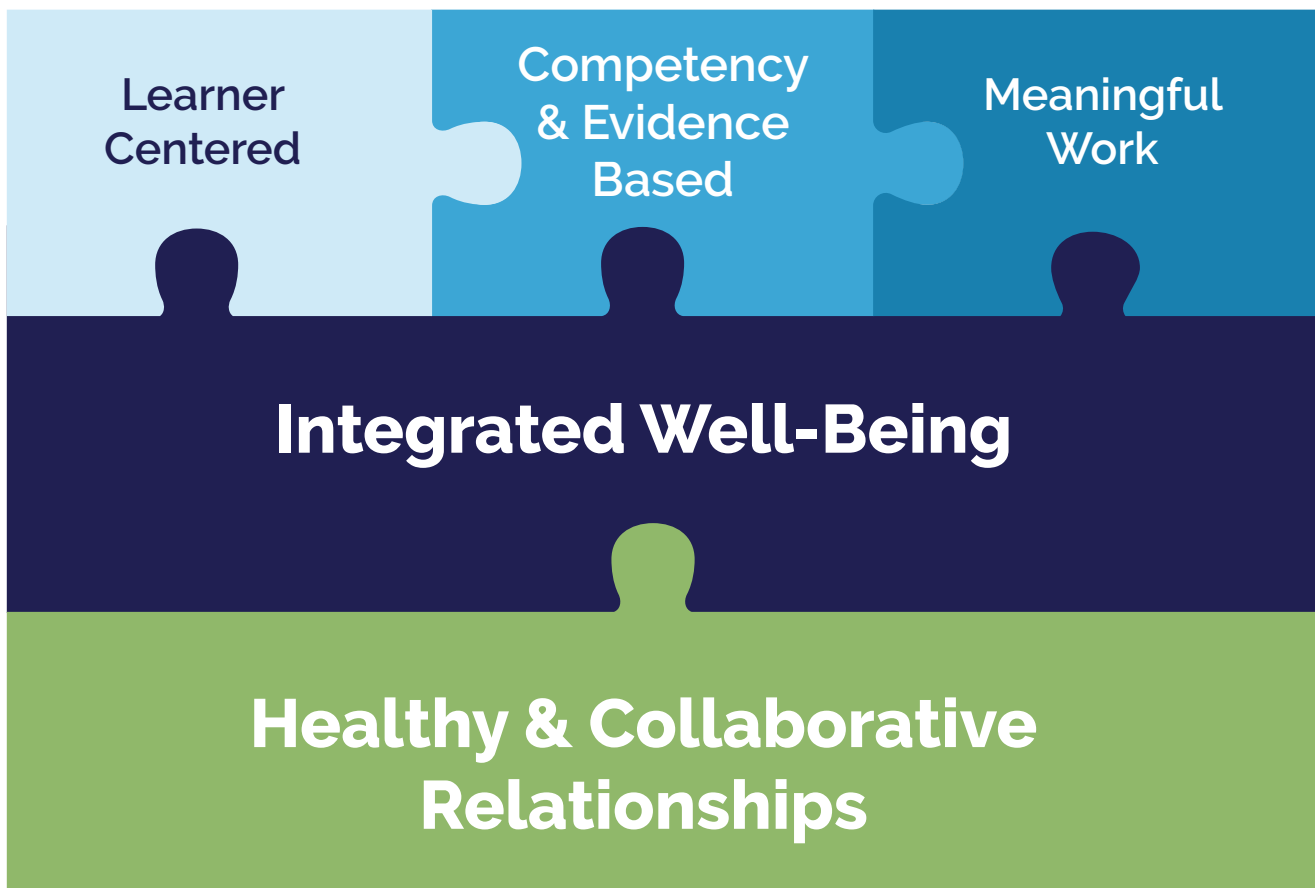 Learner
Centered
Competency
& Evidence
Based
Meaningful
Work
Integrated Well-Being
Healthy & Collaborative
Relationships